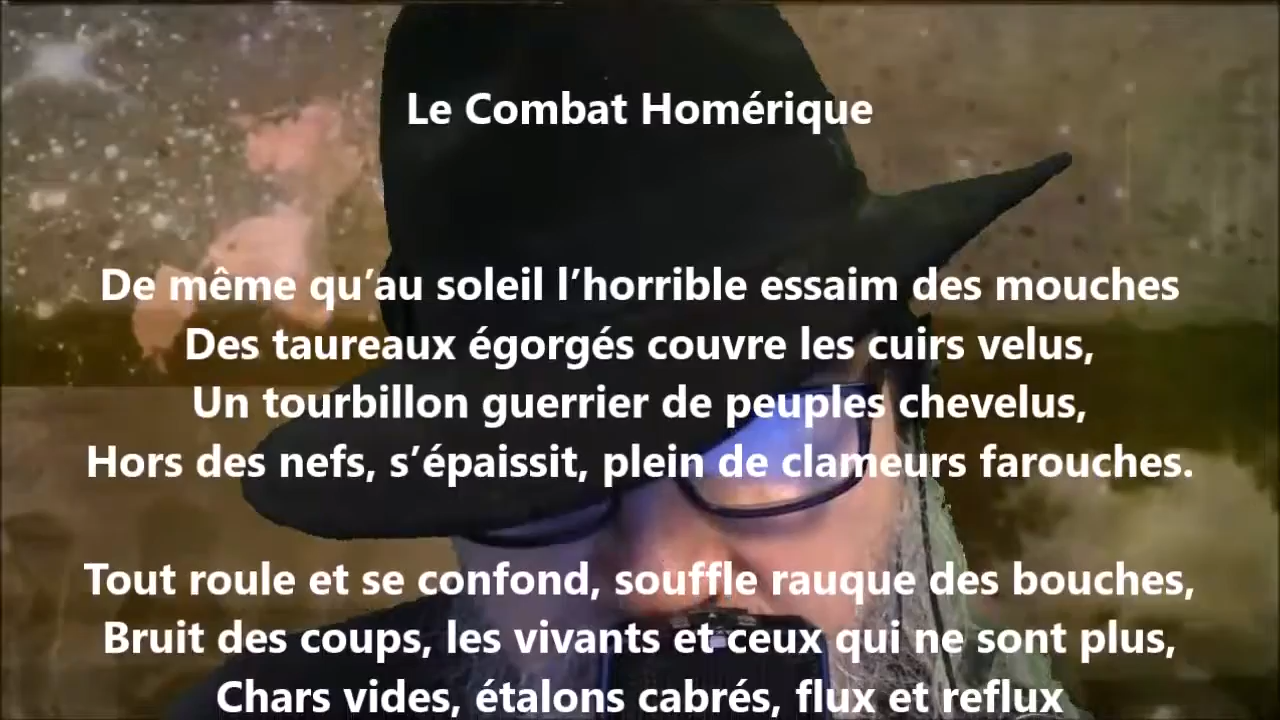 Le Combat Homérique
De même qu’au soleil l’horrible essaim des mouches
Des taureaux égorgés couvre les cuirs velus,
Un tourbillon guerrier de peuples chevelus,
Hors des nefs, s’épaissit, plein de clameurs farouches.
Tout roule et se confond, souffle rauque des bouches,
Bruit des coups, les vivants et ceux qui ne sont plus,
Chars vides, étalons cabrés, flux et reflux